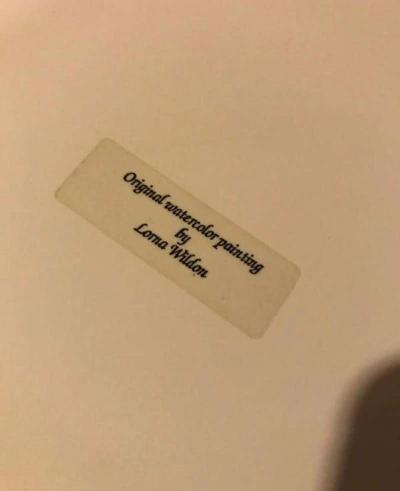 Original watercolor painting
by
Lorna Wildon